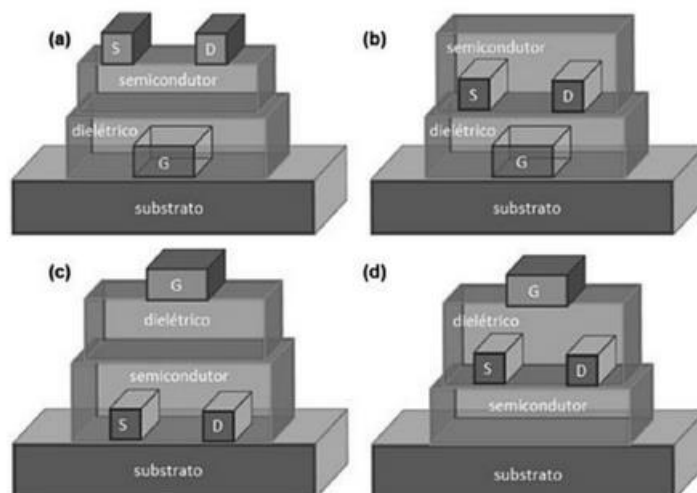 (a)
S D
semicondutor
dielétrico
G
substrato
(b)
semicondutor
S D
dielétrico
G
substrato
(c)
G
dielétrico
semicondutor
S D
substrato
(d)
G
dielétrico
S D
semicondutor
substrato